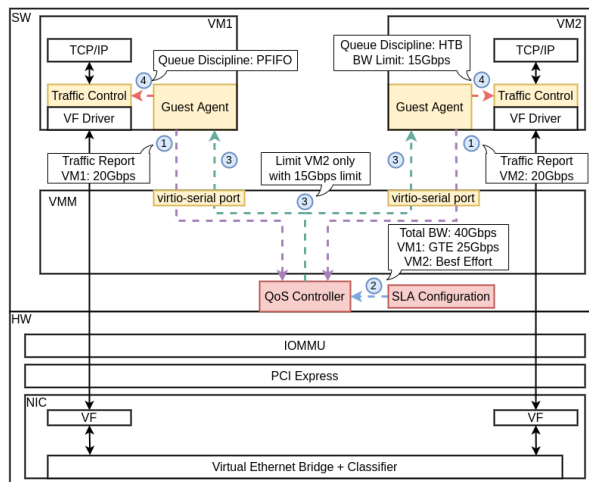 SW
VM1
VM2
TCP/IP
Queue Discipline: PFIFO
Queue Discipline: HTB
BW Limit: 15Gbps
TCP/IP
4
4
Traffic Control
Guest Agent
Guest Agent
Traffic Control
VF Driver
VF Driver
1
3
3
1
Traffic Report
VM1: 20Gbps
Limit VM2 only
with 15Gbps limit
Traffic Report
VM2: 20Gbps
VMM
virtio-serial port
3
virtio-serial port
Total BW: 40Gbps
VM1: GTE 25Gbps
VM2: Besf Effort
QoS Controller
2
SLA Configuration
HW
IOMMU
PCI Express
NIC
VF
VF
Virtual Ethernet Bridge + Classifier